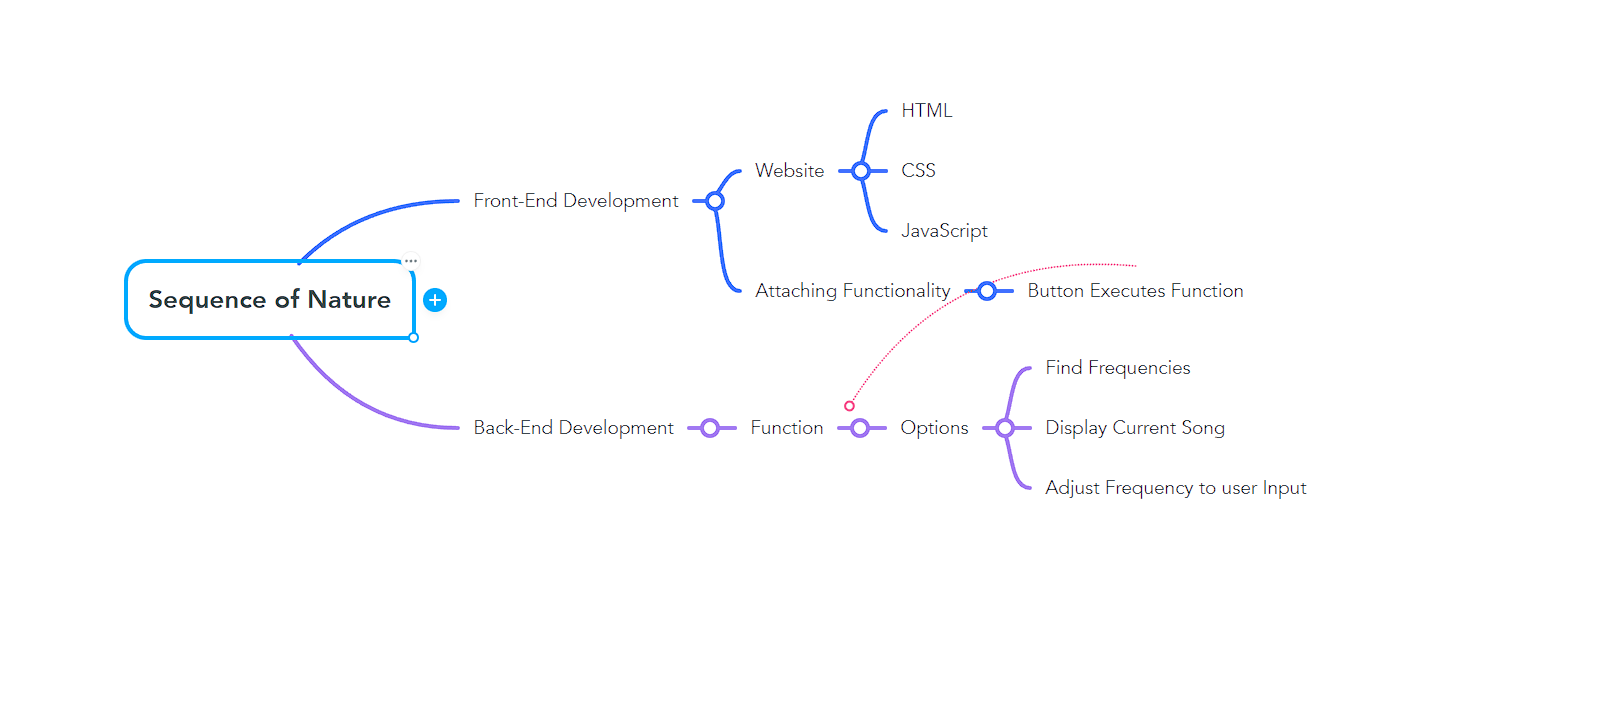 Sequence of Nature
Front-End Development
Website
HTML
CSS
JavaScript
Attaching Functionality
Button Executes Function
Back-End Development
Function
Options
Find Frequencies
Display Current Song
Adjust Frequency to user Input